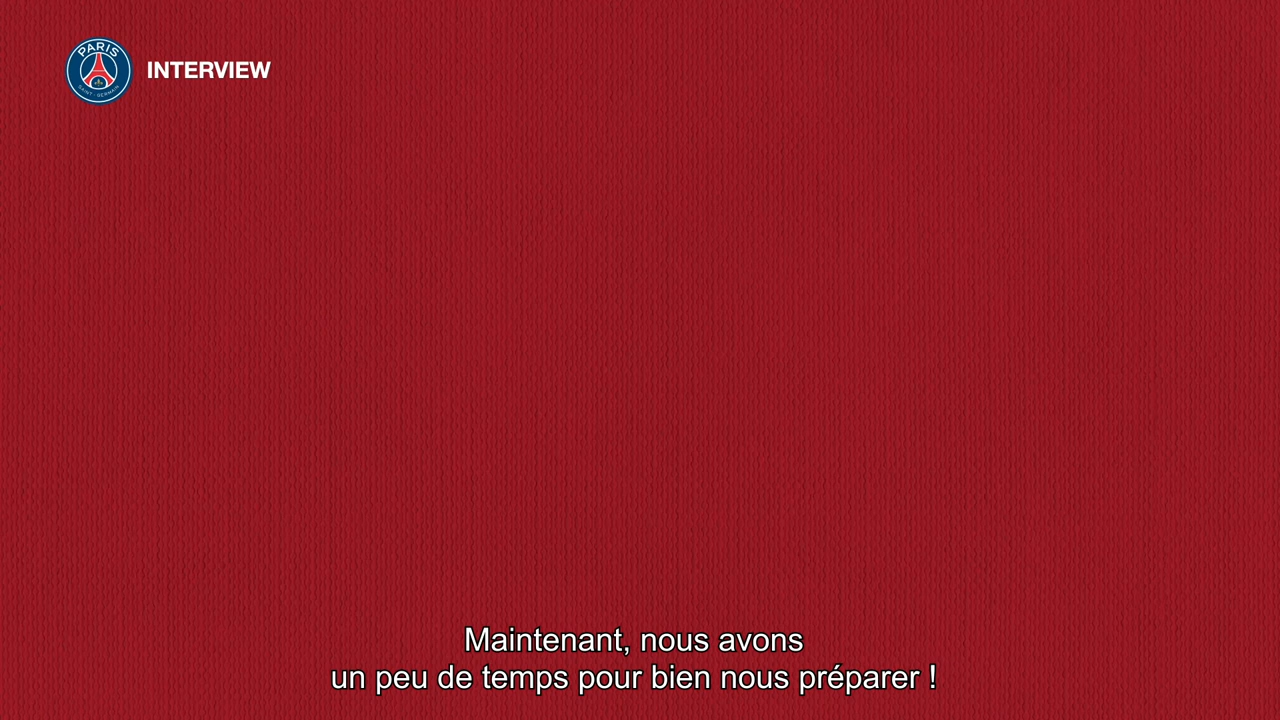 PARIS
SAINT-GERMAIN
INTERVIEW
Maintenant, nous avons
un peu de temps pour bien nous préparer !